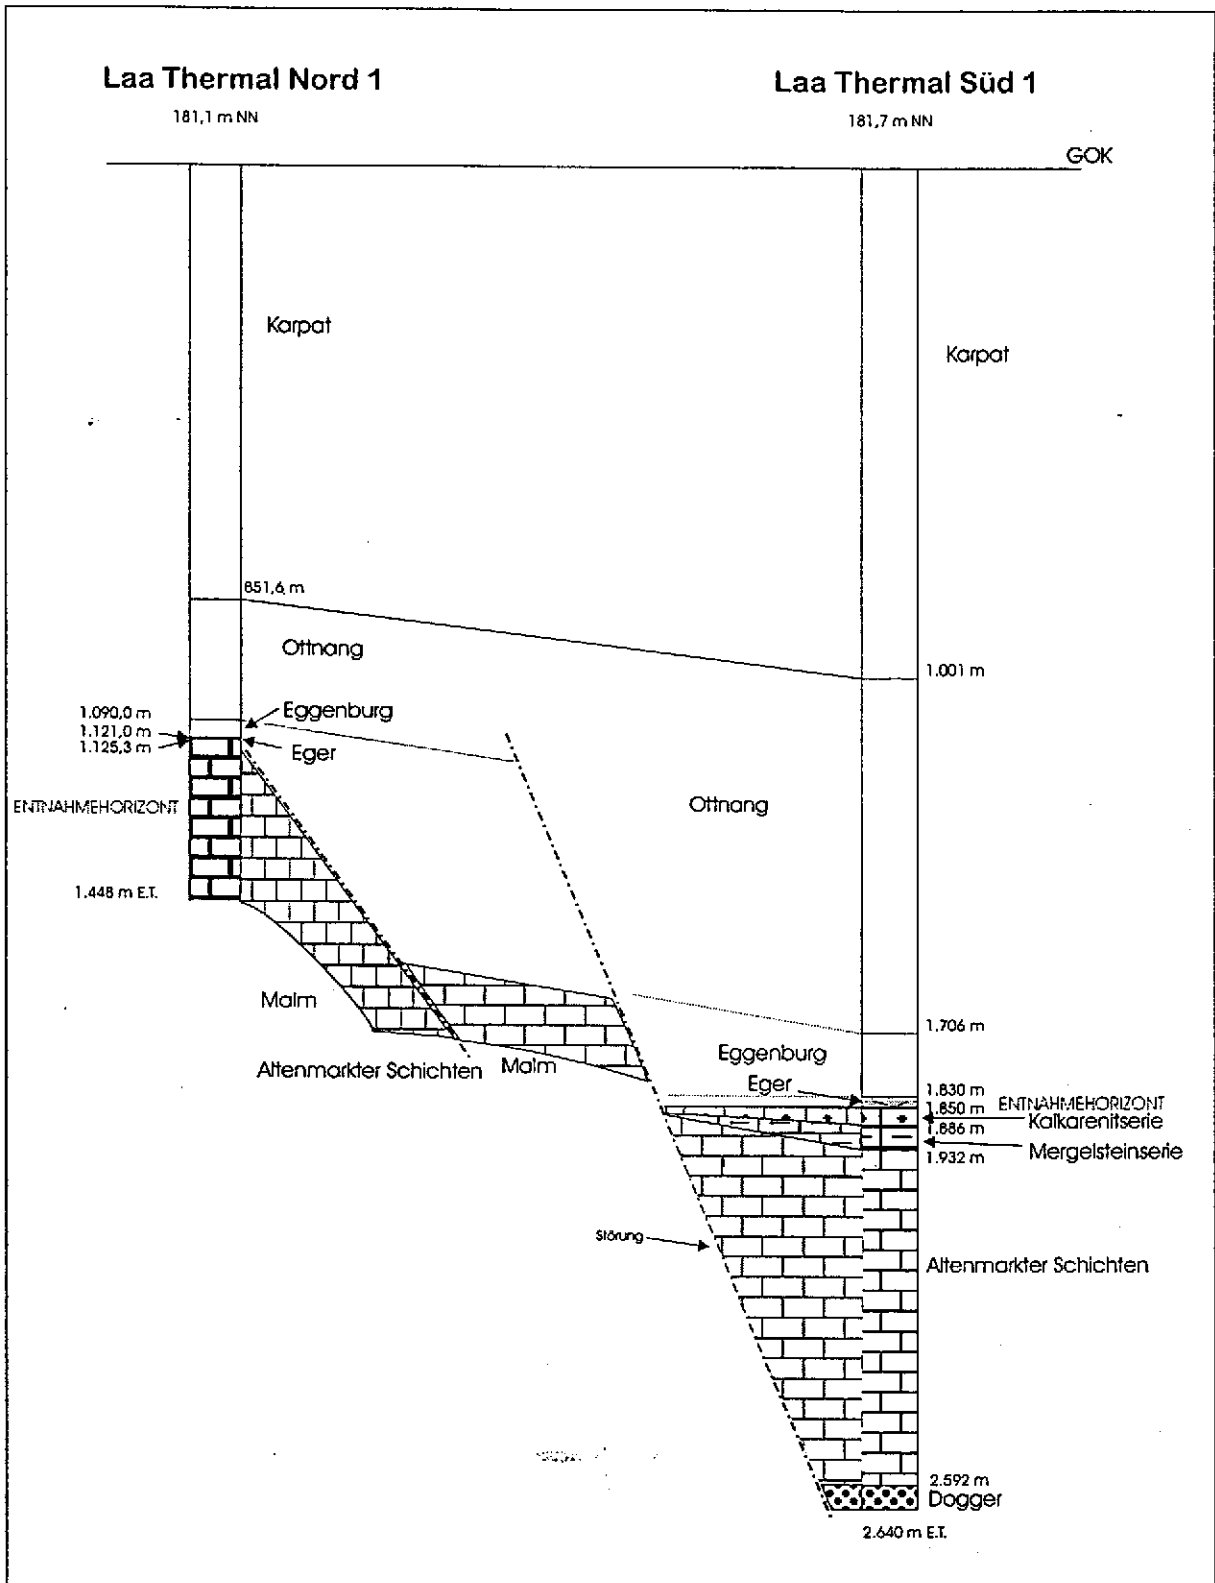 Laa Thermal Nord 1
181,1 m NN
Laa Thermal Süd 1
181,7 m NN
GOK
Karpat
Karpat
851,6 m
Ottnang
1.001 m
1.090,0 m
Eggenburg
1.121,0 m
1.125,3 m
Eger
ENTNAHMEHORIZONT
Ottnang
1.448 m E.T.
Malm
1.706 m
Altenmarkter Schichten
Malm
Eggenburg
Eger
1.830 m
1.850 m
ENTNAHMEHORIZONT
Kalkarenitserie
1.886 m
Mergelsteinserie
1.932 m
Störung
Altenmarkter Schichten
2.592 m
Dogger
2.640 m E.T.